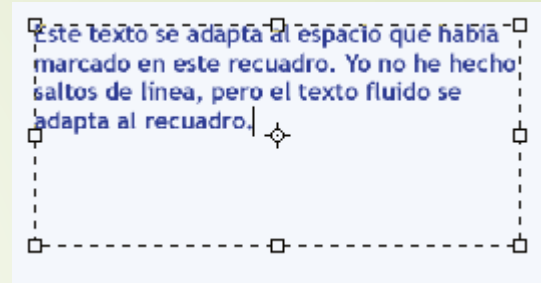 Este texto se adapta al espacio que había
marcado en este recuadro. Yo no he hecho
saltos de línea, pero el texto fluido se
adapta al recuadro.